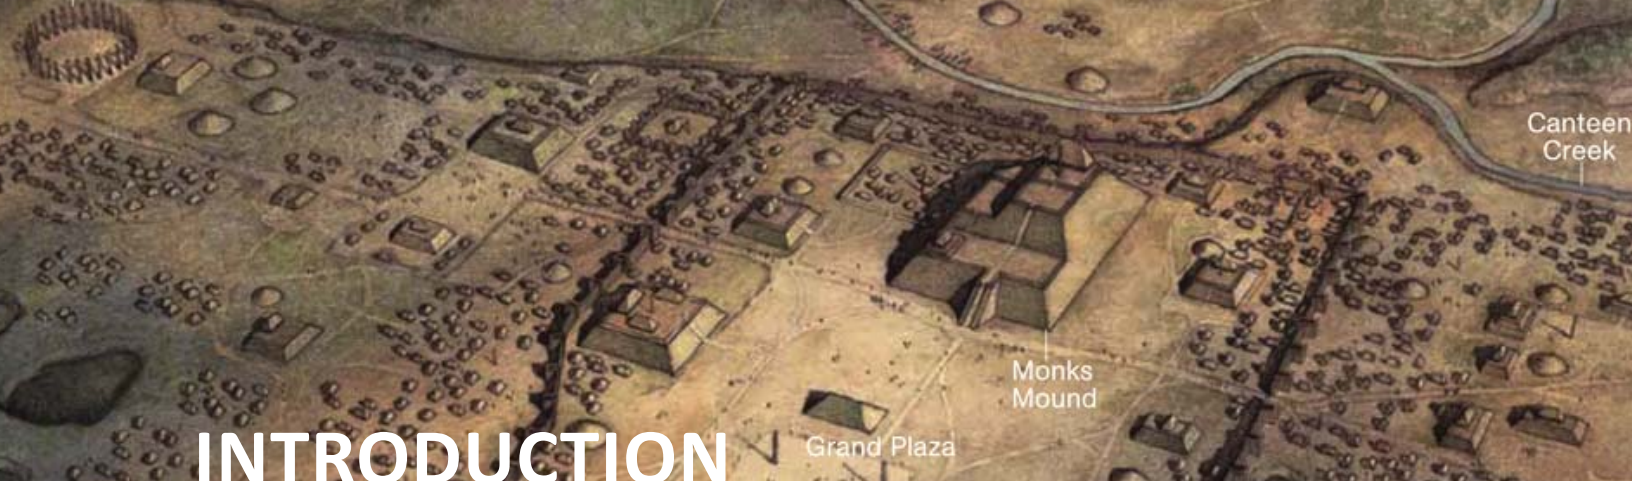 Canteen
Creek
Monks
Mound
Grand Plaza
INTRODUCTION